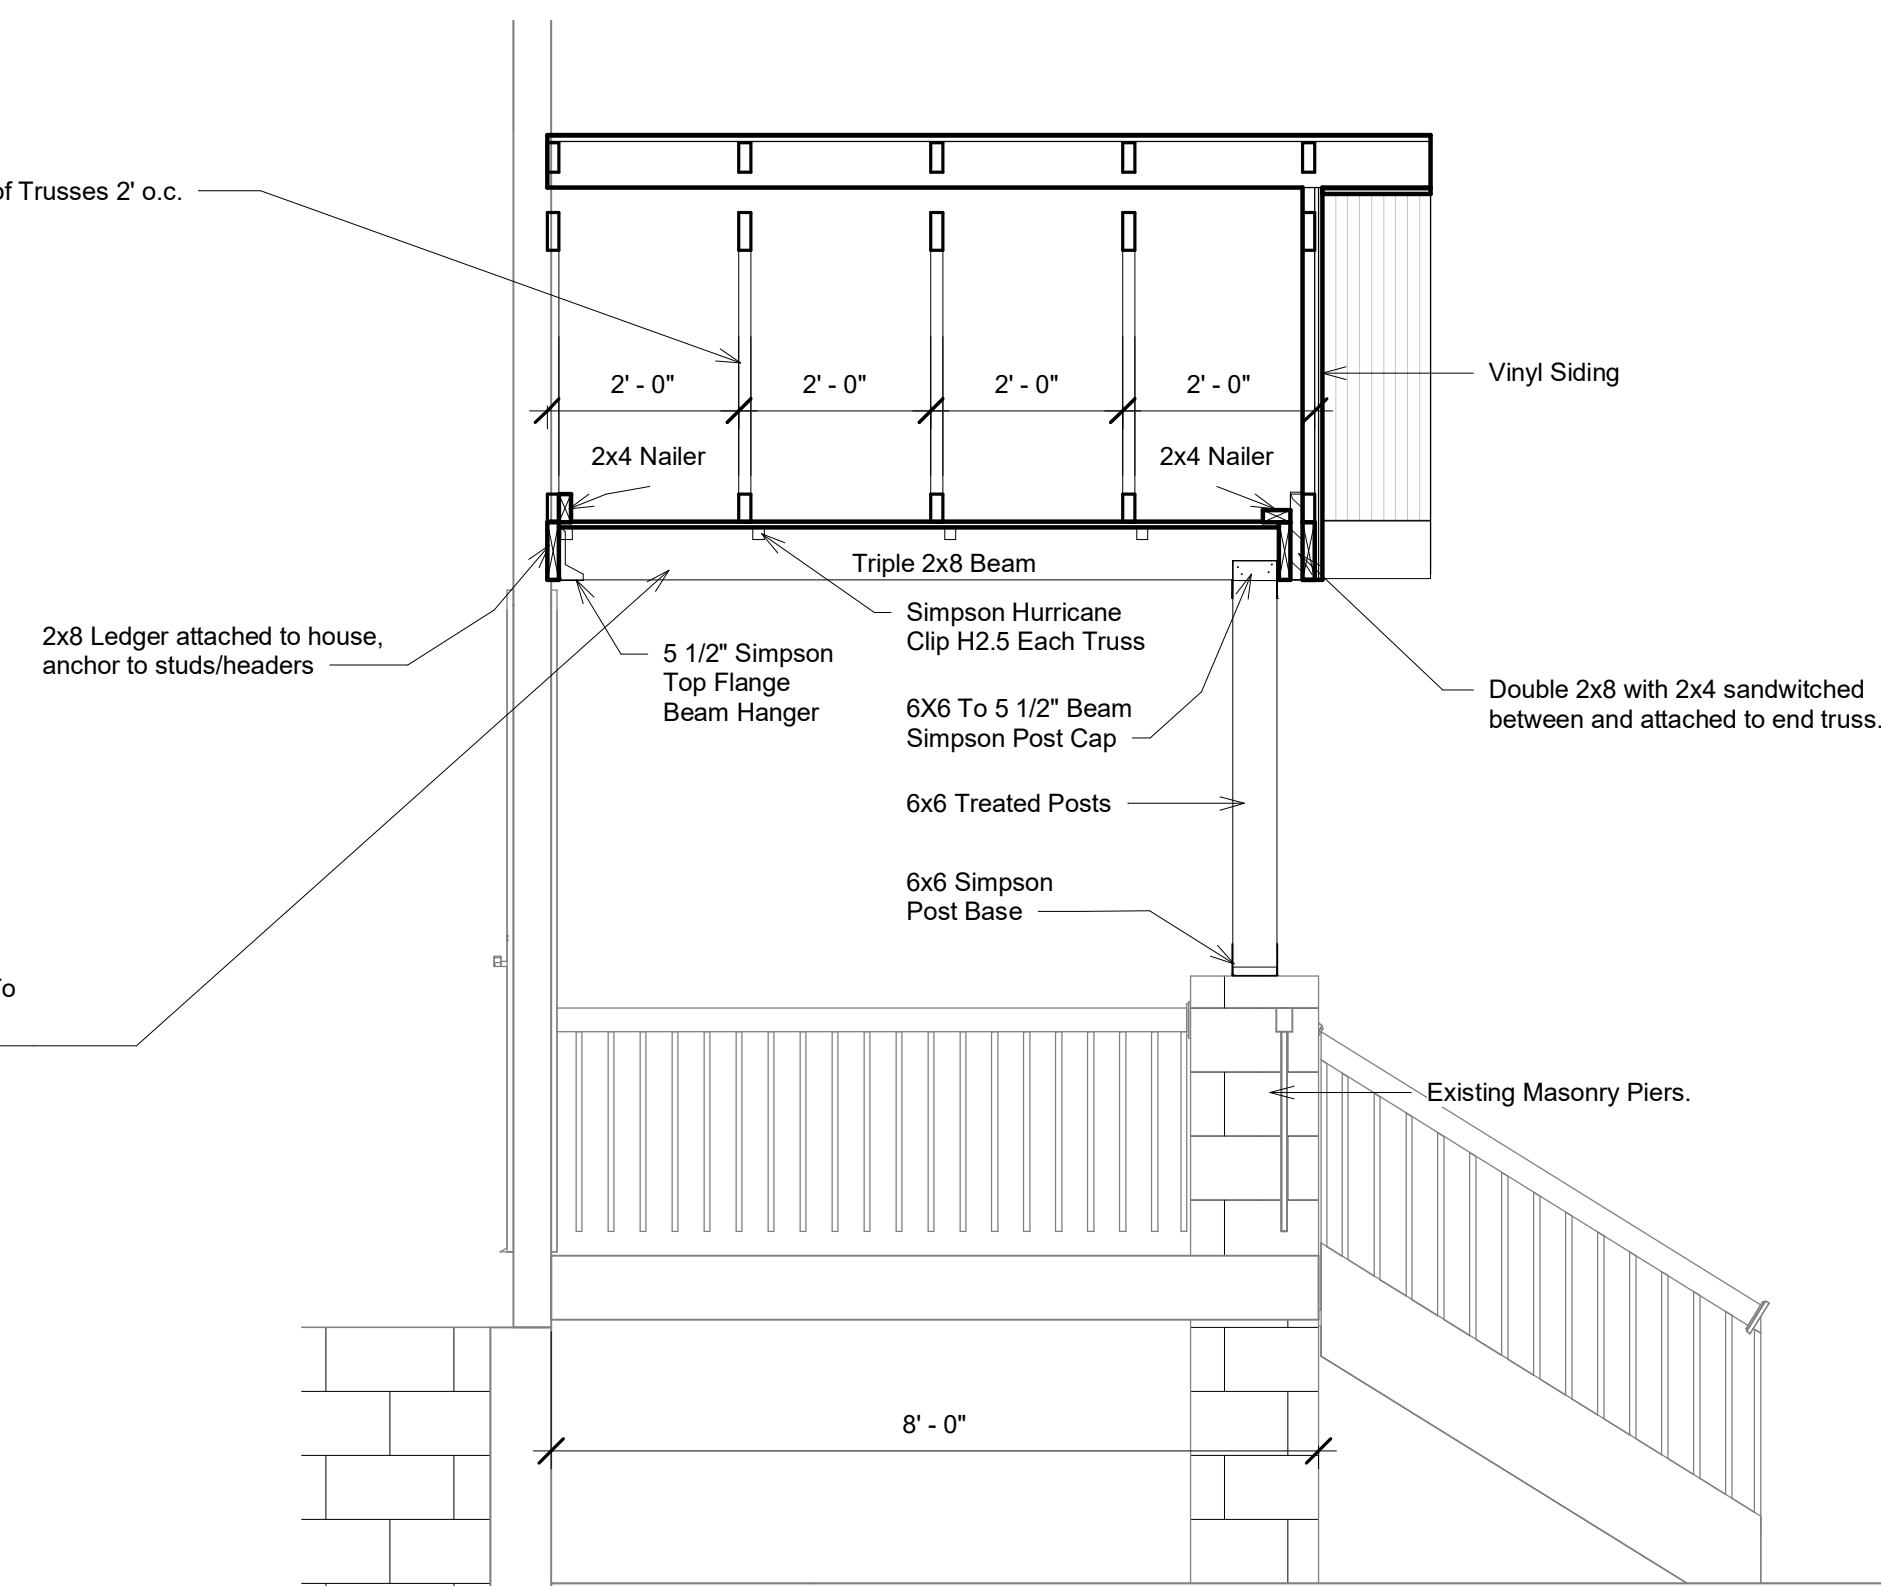 of Trusses 2' o.c.
Vinyl Siding
2' - 0"
2' - 0"
2' - 0"
2' - 0"
2x4 Nailer
2x4 Nailer
Triple 2x8 Beam
2x8 Ledger attached to house,
anchor to studs/headers
5 1/2" Simpson
Top Flange
Beam Hanger
Simpson Hurricane
Clip H2.5 Each Truss
6X6 To 5 1/2" Beam
Simpson Post Cap
Double 2x8 with 2x4 sandwitched
between and attached to end truss.
6x6 Treated Posts
6x6 Simpson
Post Base
Existing Masonry Piers.
8' - 0"